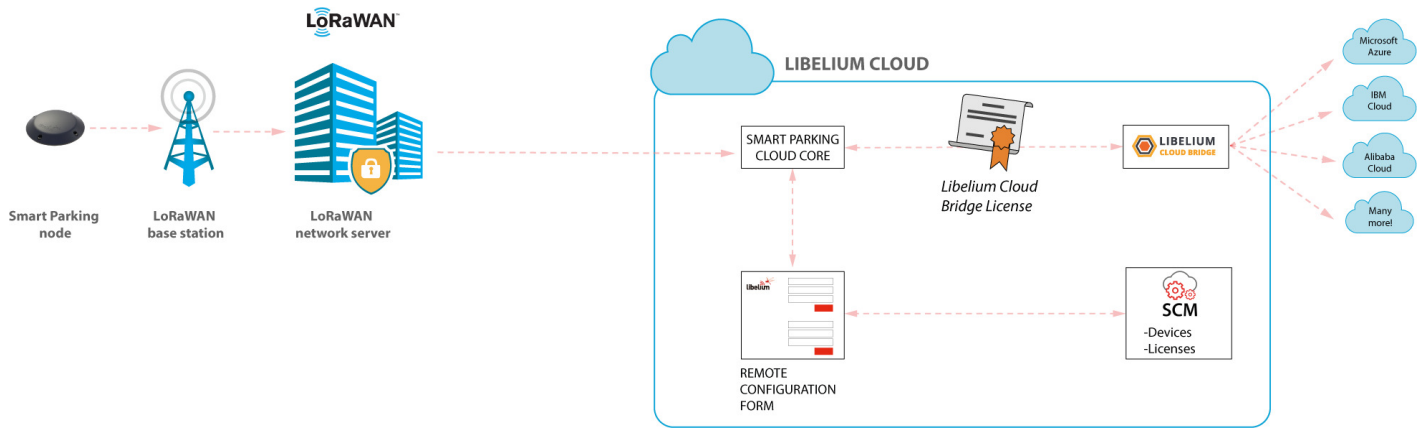 LoRaWAN™
LIBELIUM CLOUD
Microsoft
Azure
IBM
Cloud
Alibaba
Cloud
Many
more!
SMART PARKING
CLOUD CORE
Libelium Cloud
Bridge License
LIBELIUM
CLOUD BRIDGE
Smart Parking
node
LoRaWAN
base station
LoRaWAN
network server
libelium
REMOTE
CONFIGURATION
FORM
SCM
-Devices
-Licenses